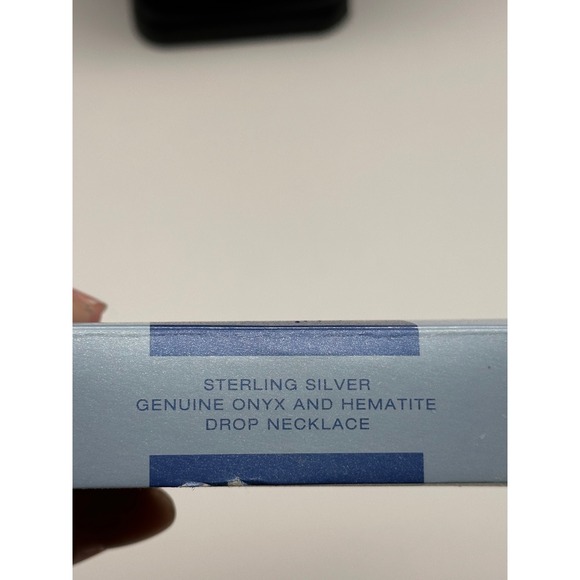 STERLING SILVER
GENUINE ONYX AND HEMATITE
DROP NECKLACE